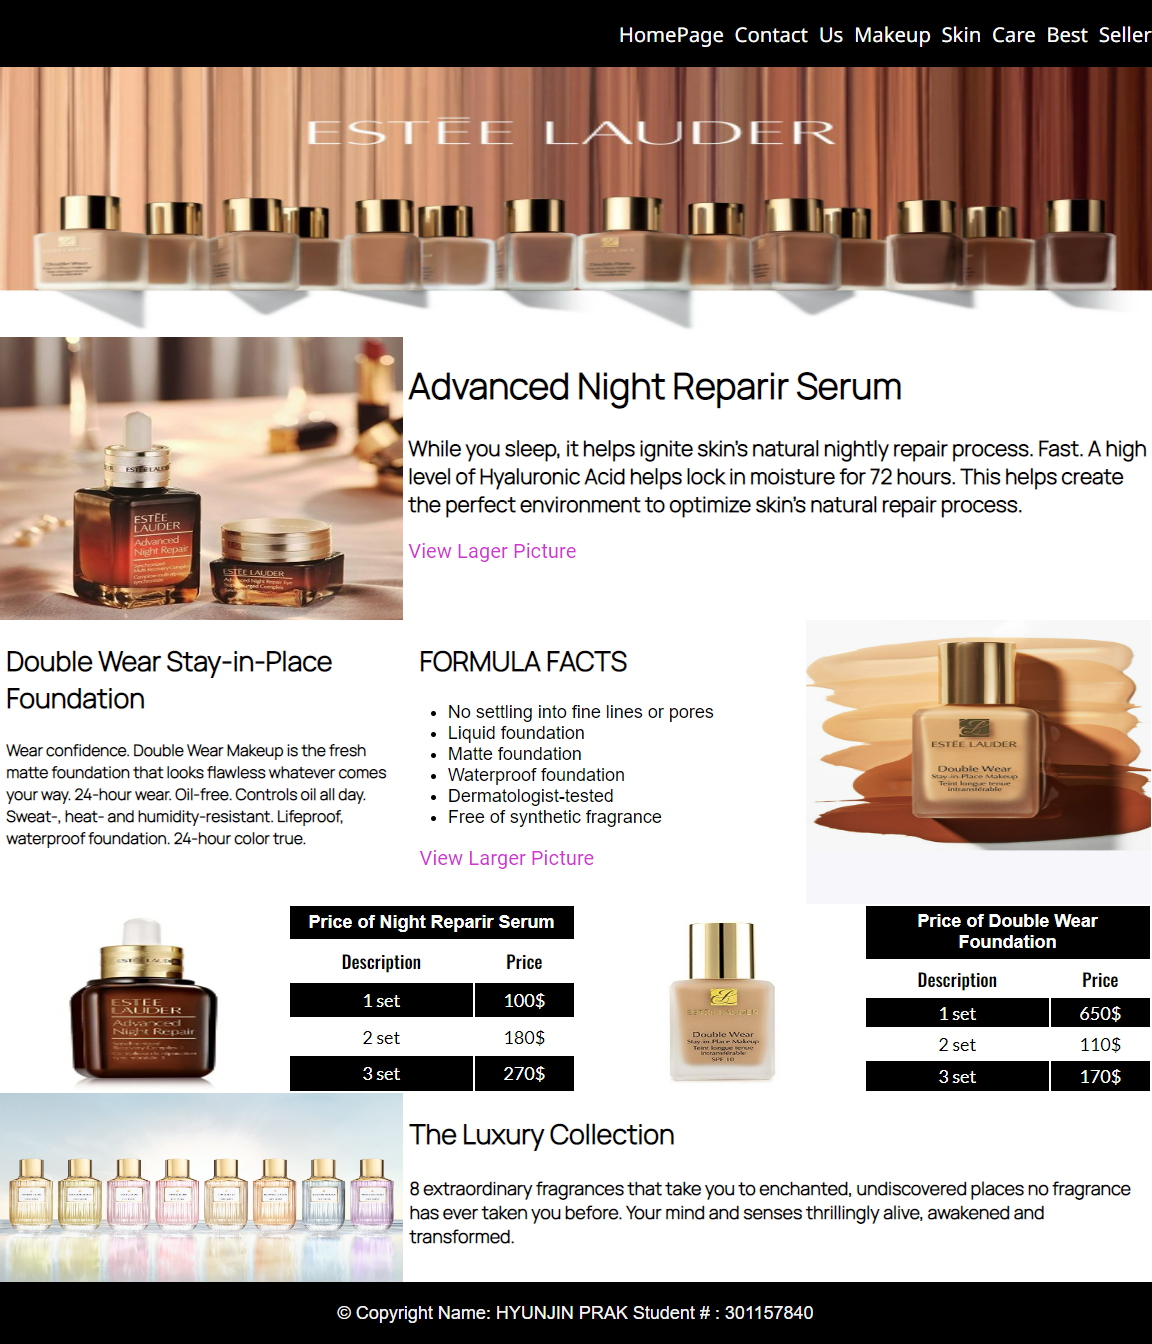 HomePage Contact Us Makeup Skin Care Best Seller
ESTĒE LAUDER
Advanced Night Reparir Serum
While you sleep, it helps ignite skin's natural nightly repair process. Fast. A high
level of Hyaluronic Acid helps lock in moisture for 72 hours. This helps create
the perfect environment to optimize skin's natural repair process.
View Lager Picture
ESTĒE
LAUDER
Advanced
Night Repair
ESTĒE LAUDER
Double Wear Stay-in-Place
Foundation
Wear confidence. Double Wear Makeup is the fresh
matte foundation that looks flawless whatever comes
your way. 24-hour wear. Oil-free. Controls oil all day.
Sweat-, heat- and humidity-resistant. Lifeproof,
waterproof foundation. 24-hour color true.
FORMULA FACTS
No settling into fine lines or pores
Liquid foundation
Matte foundation
Waterproof foundation
Dermatologist-tested
Free of synthetic fragrance
View Larger Picture
ESTĒE LAUDER
Double Wear
Stay-in-Place Makeup
Teint longue tenue
intransférable
ESTĒE
LAUDER
Advanced
Night Repair
Price of Night Reparir Serum
Description Price
1 set 100$
2 set 180$
3 set 270$
Double Wear
Stay-in-Place Makeup
Teint longue tenue
intransférable
SPF 10
Price of Double Wear
Foundation
Description Price
1 set 650$
2 set 110$
3 set 170$
The Luxury Collection
8 extraordinary fragrances that take you to enchanted, undiscovered places no fragrance
has ever taken you before. Your mind and senses thrillingly alive, awakened and
transformed.
© Copyright Name: HYUNJIN PRAK Student # : 301157840